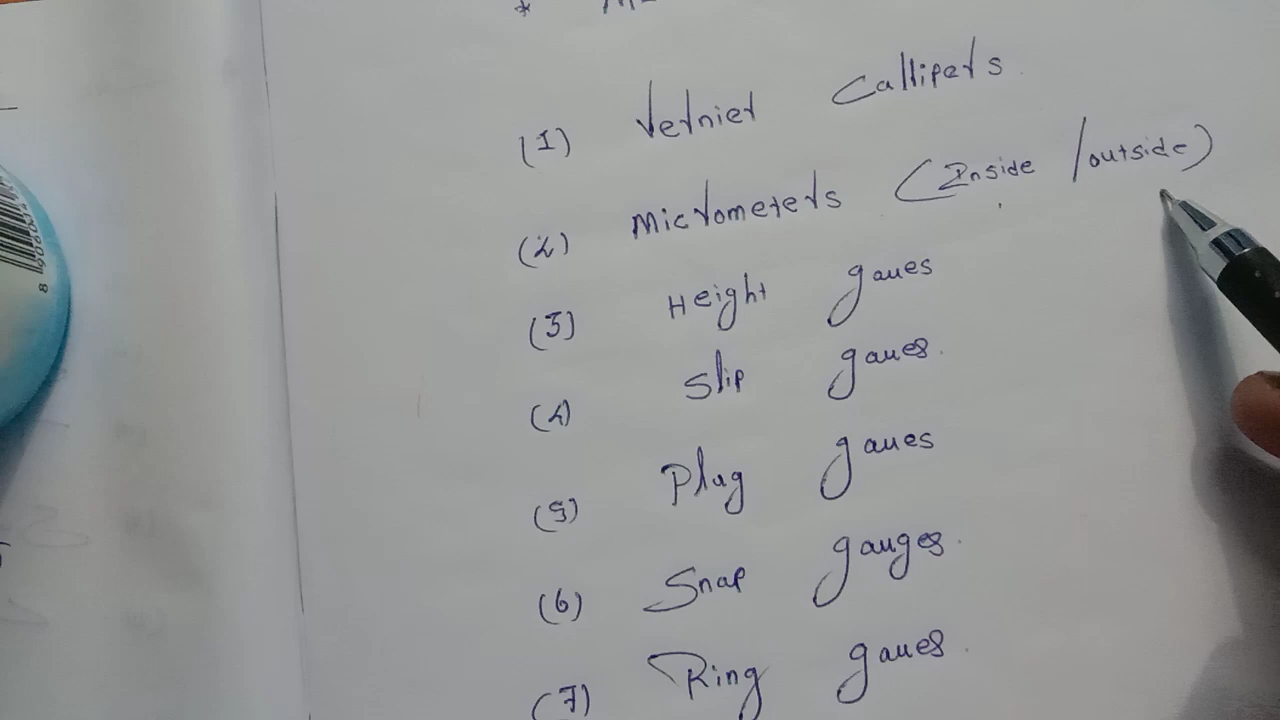 (1) Vernier Callipers.
(2) Micrometers (Inside /outside)
(3) Height gaues
(4) Slip gaues.
(5) Plug gaues
(6) Snap gauges.
(7) Ring gaues.